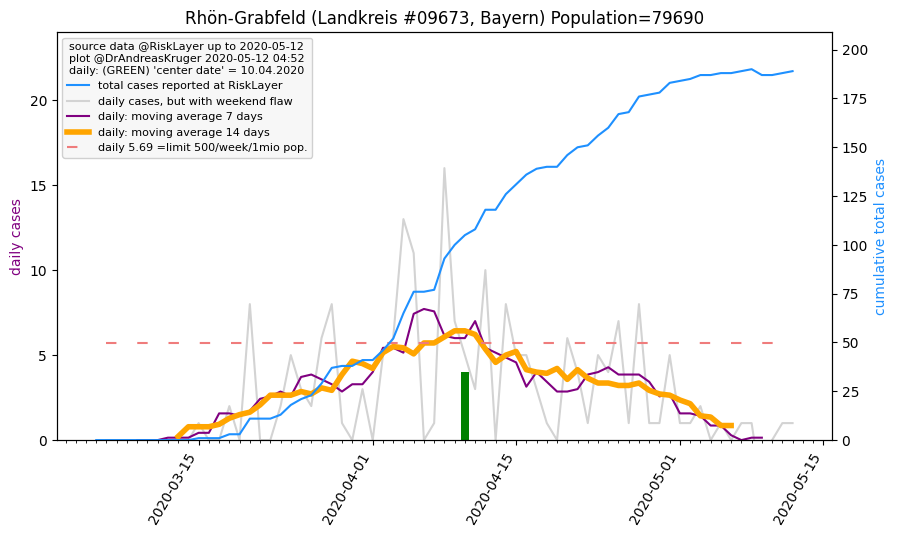 Rhön-Grabfeld (Landkreis #09673, Bayern) Population=79690
source data @RiskLayer up to 2020-05-12
plot @DrAndreasKruger 2020-05-12 04:52
daily: (GREEN) 'center date' = 10.04.2020
total cases reported at RiskLayer
daily cases, but with weekend flaw
daily: moving average 7 days
daily: moving average 14 days
daily 5.69 =limit 500/week/1mio pop.
daily cases
20
15
10
5
0
cumulative total cases
200
175
150
125
100
75
50
25
0
2020-03-15
2020-04-01
2020-04-15
2020-05-01
2020-05-15